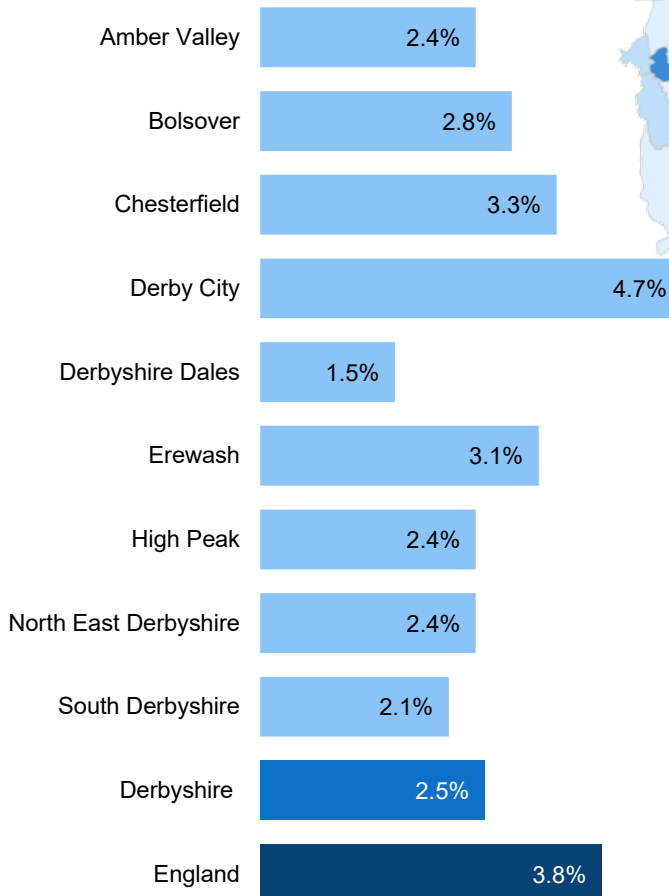 Amber Valley 2.4%
Bolsover 2.8%
Chesterfield 3.3%
Derby City 4.7%
Derbyshire Dales 1.5%
Erewash 3.1%
High Peak 2.4%
North East Derbyshire 2.4%
South Derbyshire 2.1%
Derbyshire 2.5%
England 3.8%